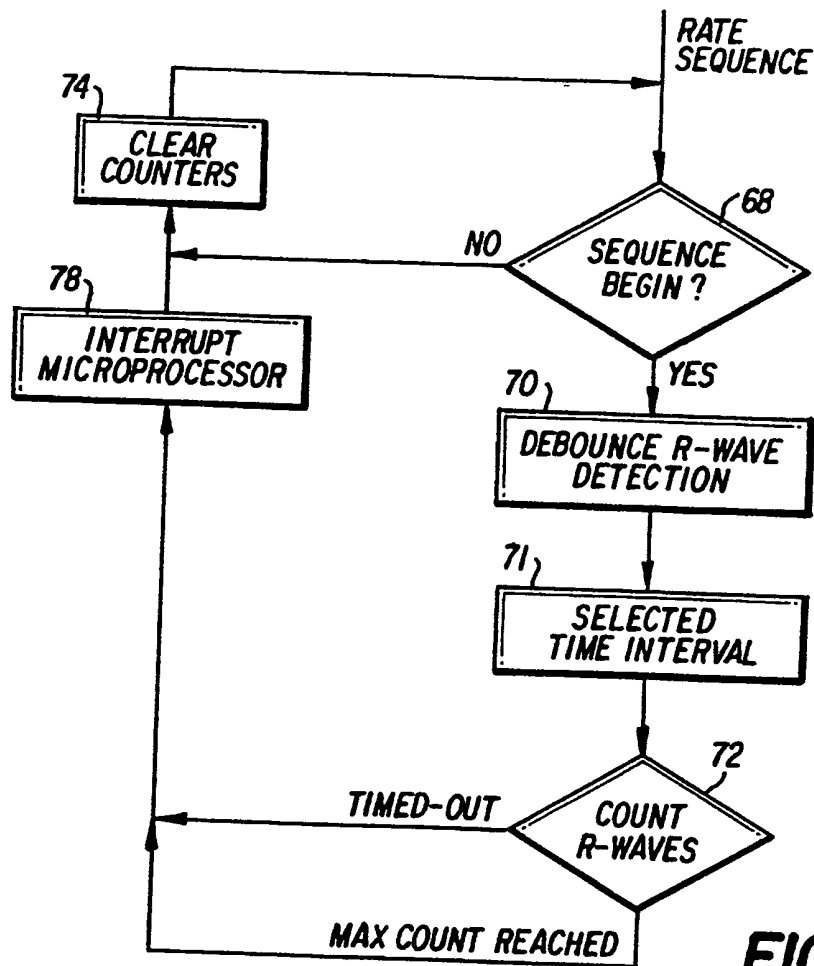 RATE
SEQUENCE
74
CLEAR
COUNTERS
68
SEQUENCE
BEGIN ?
NO
78
INTERRUPT
MICROPROCESSOR
YES
70
DEBOUNCE R-WAVE
DETECTION
71
SELECTED
TIME INTERVAL
72
COUNT
R-WAVES
TIMED-OUT
MAX COUNT REACHED
FIG